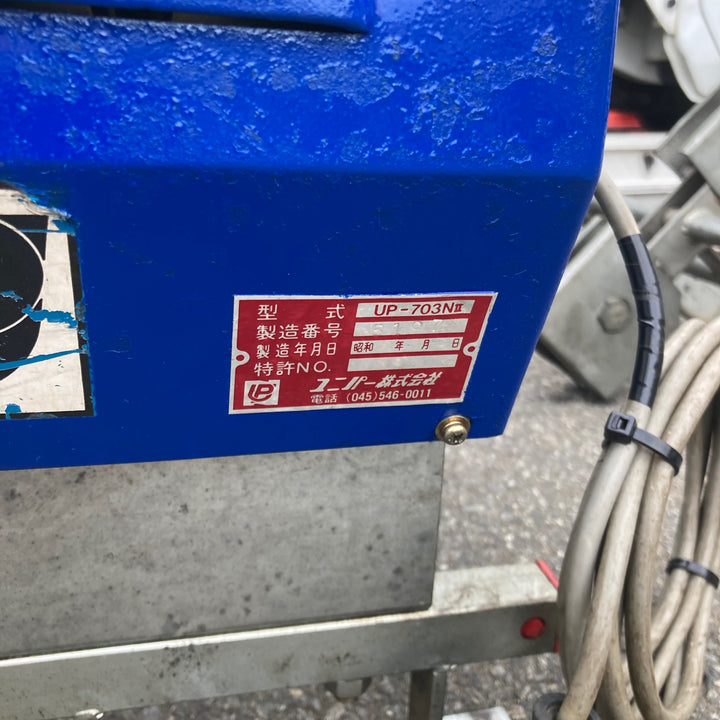 型 式 UP-703NⅡ
製造番号
製造年月日 昭和 年 月 日
特許NO.
ユニパー株式会社
電話 (045)546-0011